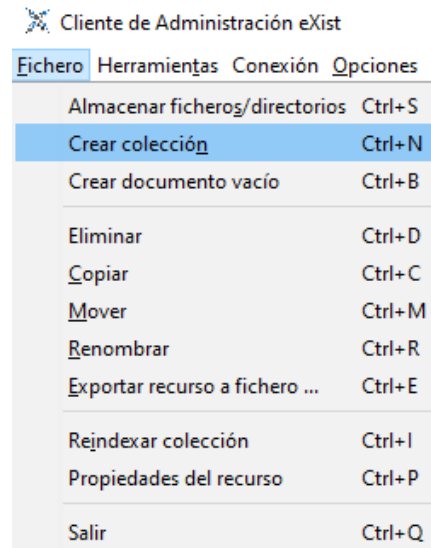 Cliente de Administración eXist
Fichero Herramientas Conexión Opciones
Almacenar ficheros/directorios Ctrl+S
Crear colección Ctrl+N
Crear documento vacío Ctrl+B
Eliminar Ctrl+D
Copiar Ctrl+C
Mover Ctrl+M
Renombrar Ctrl+R
Exportar recurso a fichero ... Ctrl+E
Reindexar colección Ctrl+I
Propiedades del recurso Ctrl+P
Salir Ctrl+Q